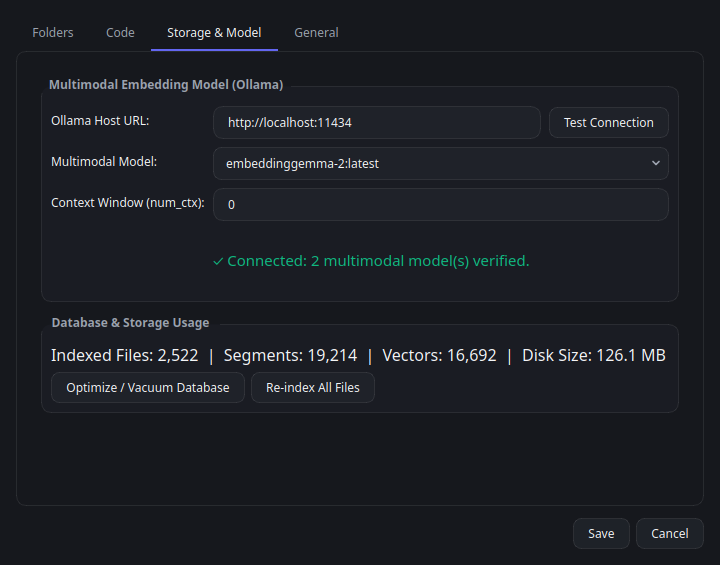 Folders Code Storage & Model General
Multimodal Embedding Model (Ollama)
Ollama Host URL: http://localhost:11434 Test Connection
Multimodal Model: embeddinggemma-2:latest
Context Window (num_ctx): 0
✓ Connected: 2 multimodal model(s) verified.
Database & Storage Usage
Indexed Files: 2,522 | Segments: 19,214 | Vectors: 16,692 | Disk Size: 126.1 MB
Optimize / Vacuum Database Re-index All Files
Save Cancel